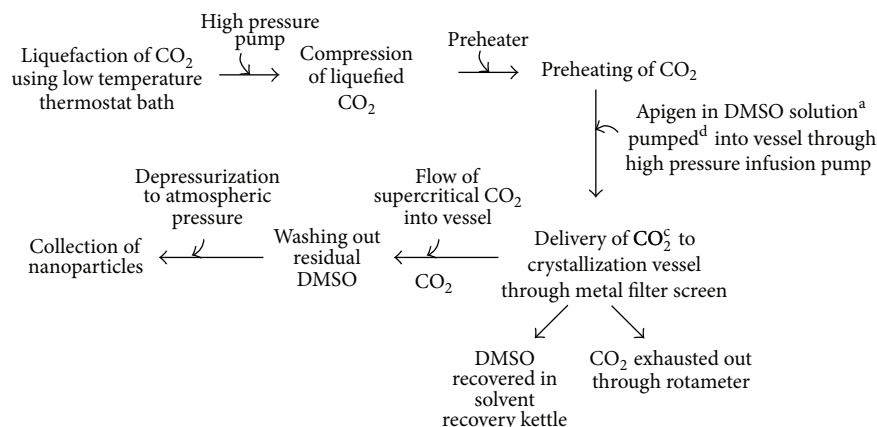 Liquefaction of CO₂
using low temperature
thermostat bath
High pressure
pump
Compression
of liquefied
CO₂
Preheater
Preheating of CO₂
Apigen in DMSO solutionᵃ
pumpedᵈ into vessel through
high pressure infusion pump
Delivery of CO₂ᶜ to
crystallization vessel
through metal filter screen
DMSO
recovered in
solvent
recovery kettle
CO₂ exhausted out
through rotameter
Flow of
supercritical CO₂
into vessel
CO₂
Washing out
residual
DMSO
Depressurization
to atmospheric
pressure
Collection of
nanoparticles